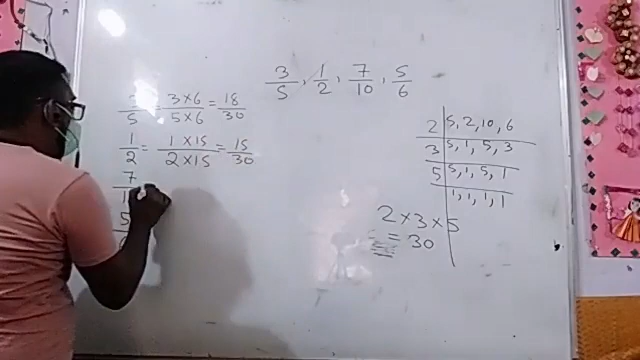 3/5, 1/2, 7/10, 5/6
3/5 = 3×6/5×6 = 18/30
1/2 = 1×15/2×15 = 15/30
7/1
5
2 | 5, 2, 10, 6
3 | 5, 1, 5, 3
5 | 5, 1, 5, 1
1, 1, 1, 1
2×3×5
= 30